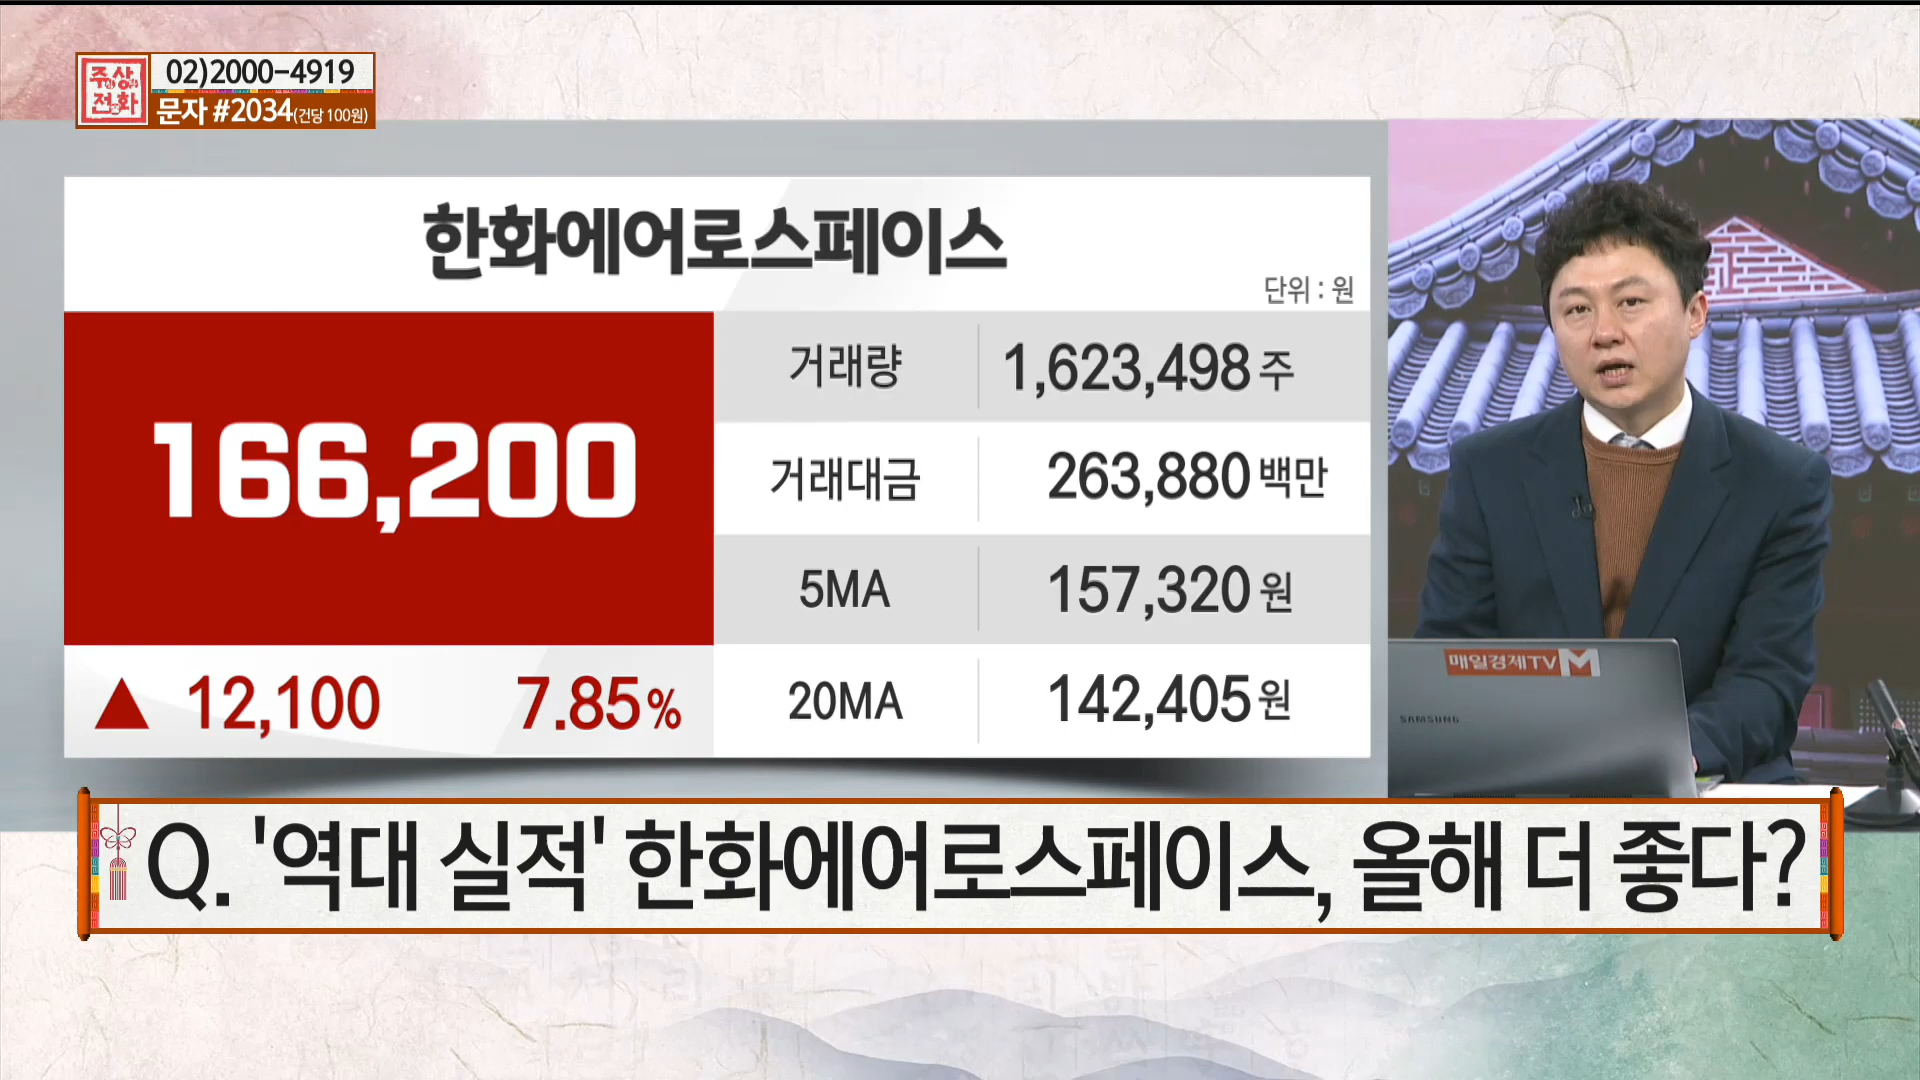 주상전화
02)2000-4919
문자 #2034(건당 100원)
한화에어로스페이스
단위 : 원
166,200
▲ 12,100 7.85%
거래량 1,623,498 주
거래대금 263,880 백만
5MA 157,320 원
20MA 142,405 원
매일경제TV M
SAMSUNG
Q. '역대 실적' 한화에어로스페이스, 올해 더 좋다?